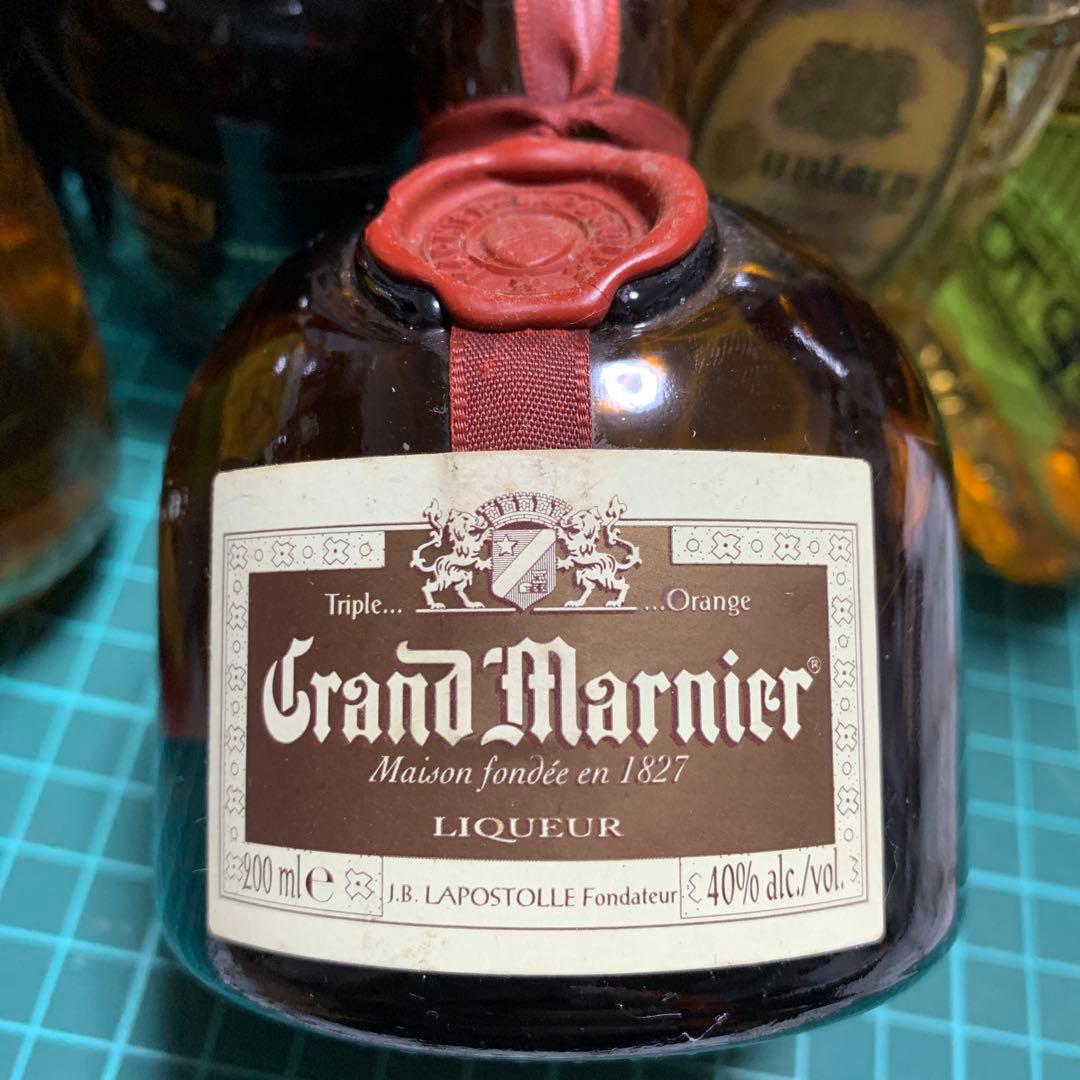 Triple... ...Orange
Grand Marnier®
Maison fondée en 1827
LIQUEUR
200 ml e
J.B. LAPOSTOLLE Fondateur
40% alc./vol.